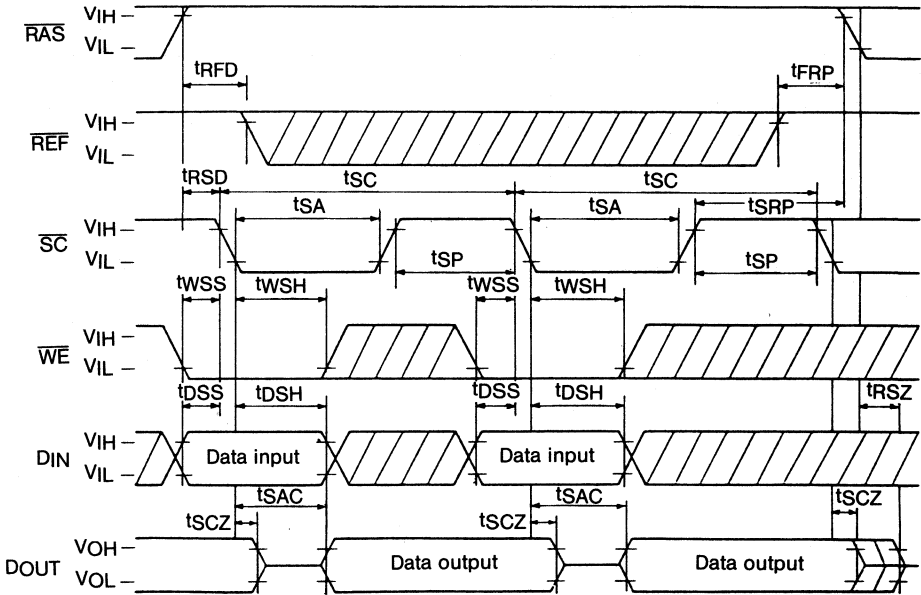 RAS VIH
VIL
tRFD tFRP
REF VIH
VIL
tRSD tSC tSC
tSA tSA tSRP
SC VIH
VIL
tSP tSP
tWSS tWSH tWSS tWSH
WE VIH
VIL
tDSS tDSH tDSS tDSH tRSZ
DIN VIH
VIL
Data input Data input
tSAC tSAC
tSCZ tSCZ tSCZ
DOUT VOH
VOL
Data output Data output